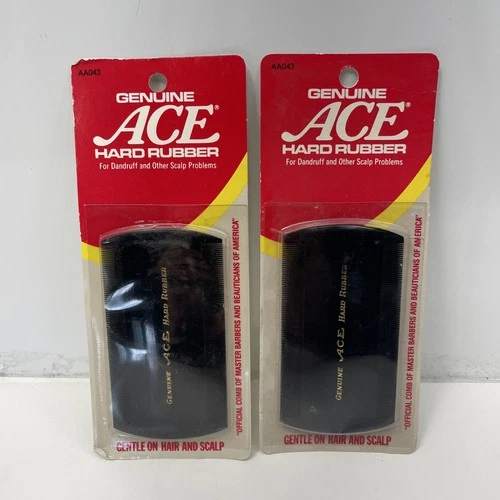 AA043
GENUINE
ACE®
HARD RUBBER
For Dandruff and Other Scalp Problems
GENUINE ACE HARD RUBBER
"OFFICIAL COMB OF MASTER BARBERS AND BEAUTICIANS OF AMERICA"
GENTLE ON HAIR AND SCALP
AA043
GENUINE
ACE®
HARD RUBBER
For Dandruff and Other Scalp Problems
GENUINE ACE HARD RUBBER
"OFFICIAL COMB OF MASTER BARBERS AND BEAUTICIANS OF AMERICA"
GENTLE ON HAIR AND SCALP